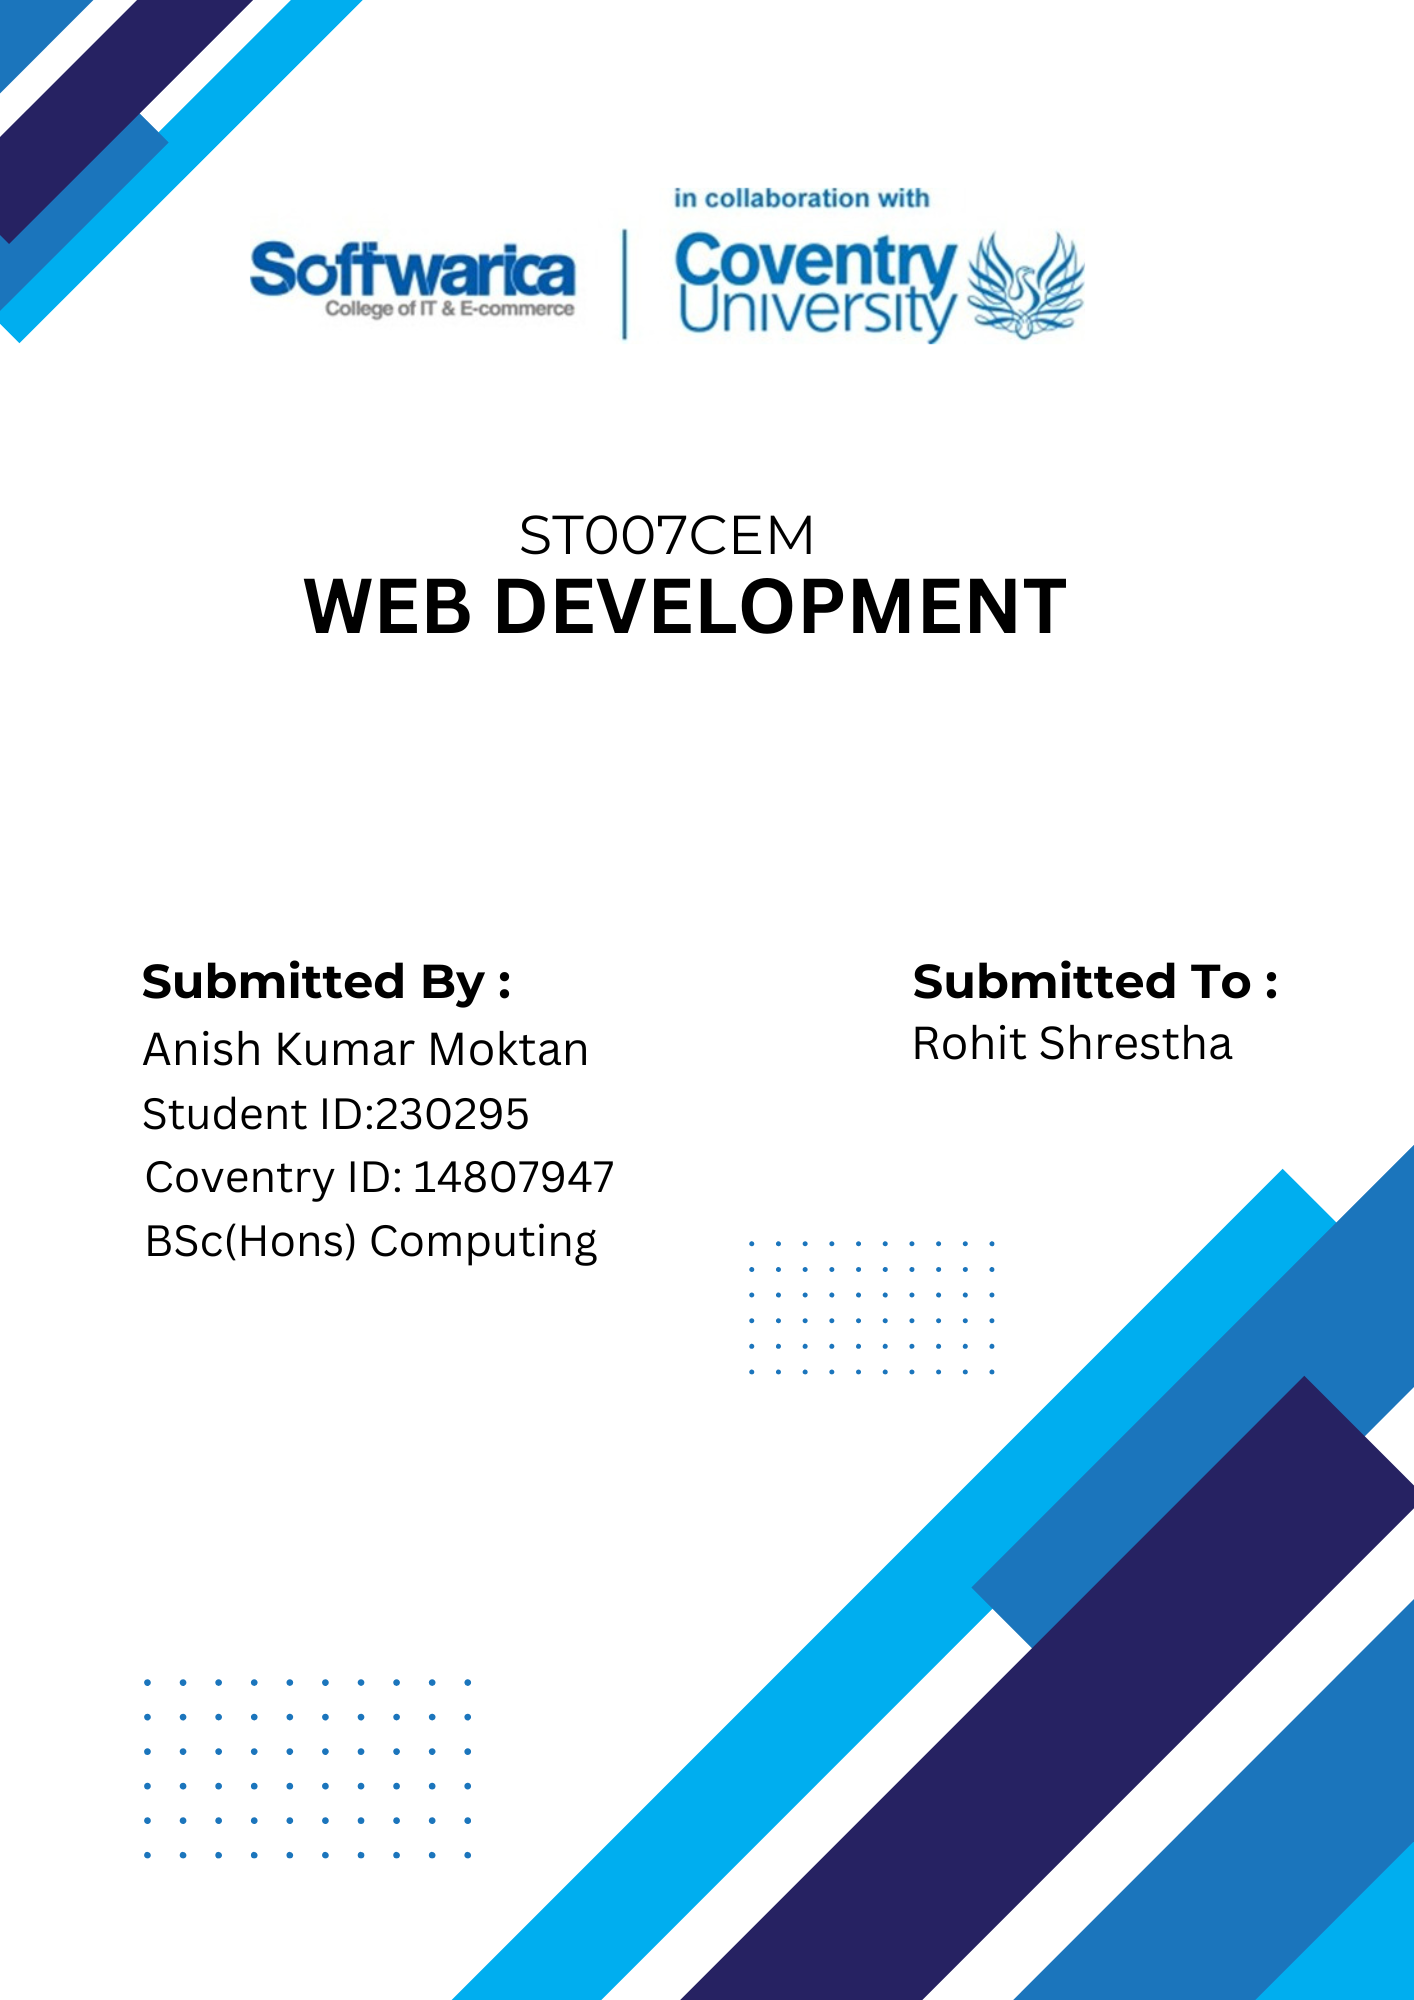 in collaboration with
Softwarica
College of IT & E-commerce
Coventry
University
ST007CEM
WEB DEVELOPMENT
Submitted By :
Anish Kumar Moktan
Student ID:230295
Coventry ID: 14807947
BSc(Hons) Computing
Submitted To :
Rohit Shrestha